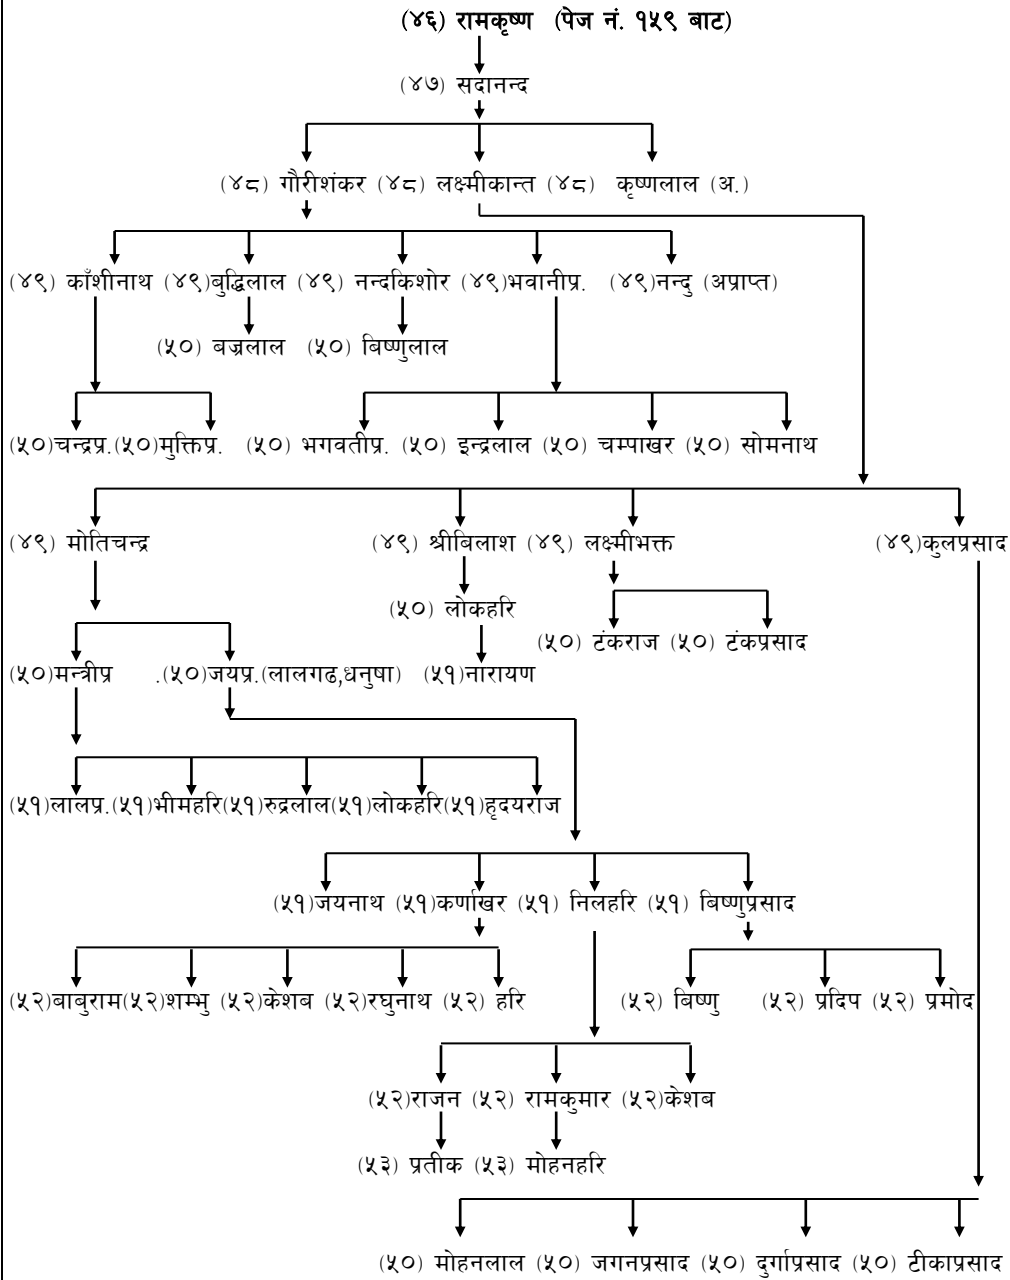 (४६) रामकृष्ण (पेज नं. १५९ बाट)
(४७) सदानन्द
(४८) गौरीशंकर (४८) लक्ष्मीकान्त (४८) कृष्णलाल (अ.)
(४९) काँशीनाथ (४९)बुद्धिलाल (४९) नन्दकिशोर (४९)भवानीप्र. (४९)नन्दु (अप्राप्त)
(५०) बज्रलाल (५०) बिष्णुलाल
(५०)चन्द्रप्र.(५०)मुक्तिप्र. (५०) भगवतीप्र. (५०) इन्द्रलाल (५०) चम्पाखर (५०) सोमनाथ
(४९) मोतिचन्द्र (४९) श्रीबिलाश (४९) लक्ष्मीभक्त (४९)कुलप्रसाद
(५०) लोकहरि
(५०) टंकराज (५०) टंकप्रसाद
(५०)मन्त्रीप्र .(५०)जयप्र.(लालगढ,धनुषा) (५१)नारायण
(५१)लालप्र.(५१)भीमहरि(५१)रुद्रलाल(५१)लोकहरि(५१)हृदयराज
(५१)जयनाथ (५१)कर्णाखर (५१) निलहरि (५१) बिष्णुप्रसाद
(५२)बाबुराम(५२)शम्भु (५२)केशब (५२)रघुनाथ (५२) हरि (५२) बिष्णु (५२) प्रदिप (५२) प्रमोद
(५२)राजन (५२) रामकुमार (५२)केशब
(५३) प्रतीक (५३) मोहनहरि
(५०) मोहनलाल (५०) जगनप्रसाद (५०) दुर्गाप्रसाद (५०) टीकाप्रसाद